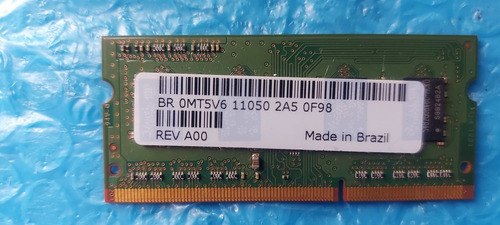 BR 0MT5V6 11050 2A5 0F98
REV A00
Made in Brazil